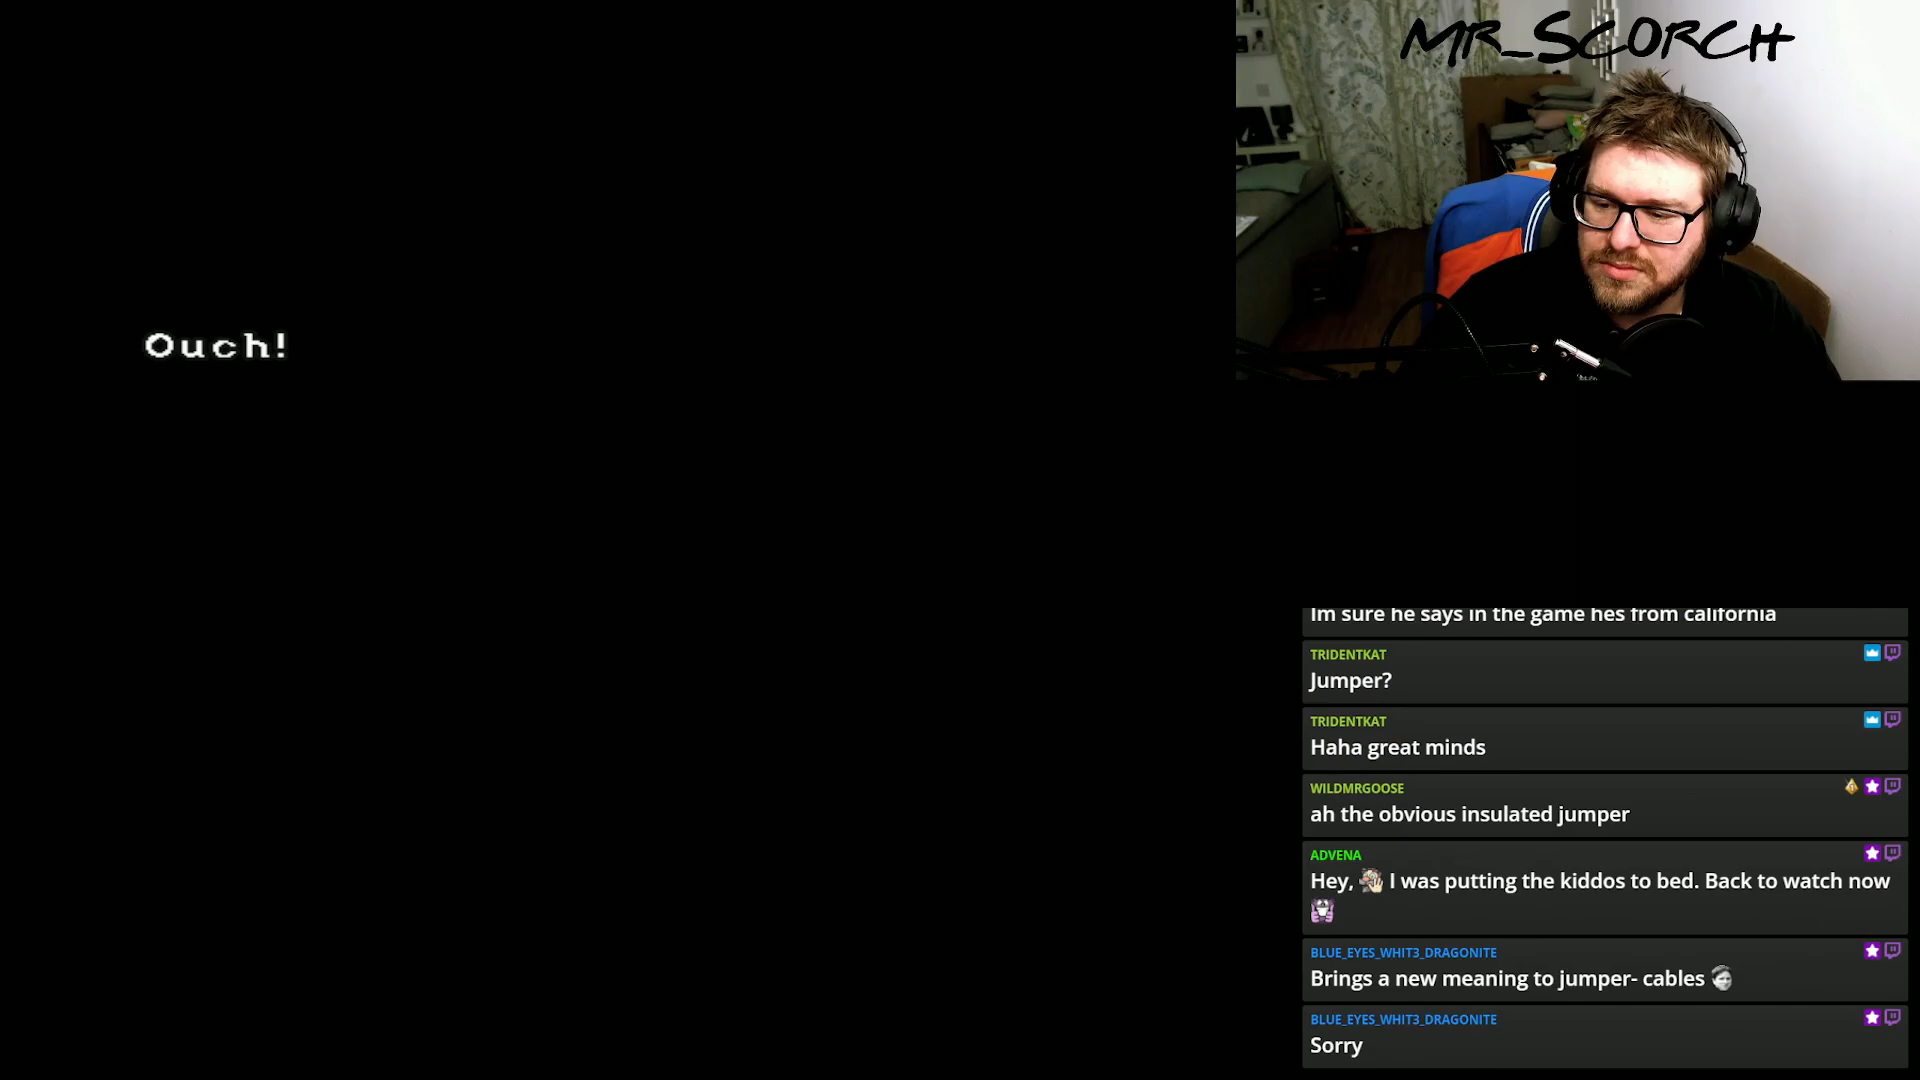 MR_SCORCH
Ouch!
Im sure he says in the game hes from california
TRIDENTKAT
Jumper?
TRIDENTKAT
Haha great minds
WILDMRGOOSE
ah the obvious insulated jumper
ADVENA
Hey, I was putting the kiddos to bed. Back to watch now
BLUE_EYES_WHIT3_DRAGONITE
Brings a new meaning to jumper- cables
BLUE_EYES_WHIT3_DRAGONITE
Sorry